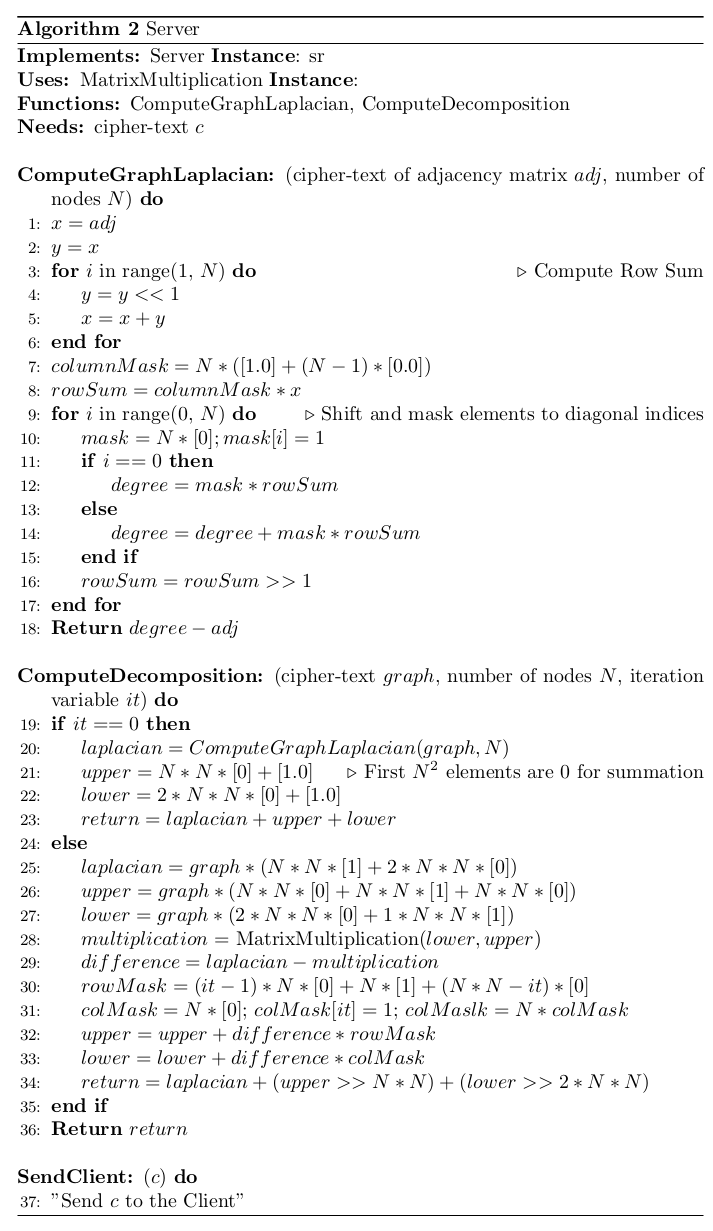 Algorithm 2 Server
Implements: Server Instance: sr
Uses: MatrixMultiplication Instance:
Functions: ComputeGraphLaplacian, ComputeDecomposition
Needs: cipher-text c
ComputeGraphLaplacian: (cipher-text of adjacency matrix adj, number of
nodes N) do
1: x = adj
2: y = x
3: for i in range(1, N) do ▷ Compute Row Sum
4: y = y << 1
5: x = x + y
6: end for
7: columnMask = N ∗ ([1.0] + (N − 1) ∗ [0.0])
8: rowSum = columnMask ∗ x
9: for i in range(0, N) do ▷ Shift and mask elements to diagonal indices
10: mask = N ∗ [0]; mask[i] = 1
11: if i == 0 then
12: degree = mask ∗ rowSum
13: else
14: degree = degree + mask ∗ rowSum
15: end if
16: rowSum = rowSum >> 1
17: end for
18: Return degree − adj
ComputeDecomposition: (cipher-text graph, number of nodes N, iteration
variable it) do
19: if it == 0 then
20: laplacian = ComputeGraphLaplacian(graph, N)
21: upper = N ∗ N ∗ [0] + [1.0] ▷ First N² elements are 0 for summation
22: lower = 2 ∗ N ∗ N ∗ [0] + [1.0]
23: return = laplacian + upper + lower
24: else
25: laplacian = graph ∗ (N ∗ N ∗ [1] + 2 ∗ N ∗ N ∗ [0])
26: upper = graph ∗ (N ∗ N ∗ [0] + N ∗ N ∗ [1] + N ∗ N ∗ [0])
27: lower = graph ∗ (2 ∗ N ∗ N ∗ [0] + 1 ∗ N ∗ N ∗ [1])
28: multiplication = MatrixMultiplication(lower, upper)
29: difference = laplacian − multiplication
30: rowMask = (it − 1) ∗ N ∗ [0] + N ∗ [1] + (N ∗ N − it) ∗ [0]
31: colMask = N ∗ [0]; colMask[it] = 1; colMaslk = N ∗ colMask
32: upper = upper + difference ∗ rowMask
33: lower = lower + difference ∗ colMask
34: return = laplacian + (upper >> N ∗ N) + (lower >> 2 ∗ N ∗ N)
35: end if
36: Return return
SendClient: (c) do
37: ”Send c to the Client”